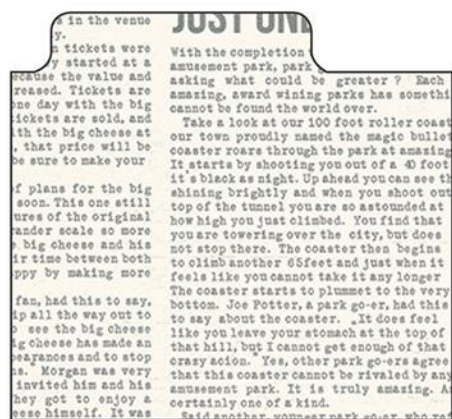 s in the venue
y.
n tickets were
y started at a
ecause the value and
reased. Tickets are
one day with the big
ickets are sold, and
ith the big cheese at
, that price will be
be sure to make your
of plans for the big
soon. This one still
ures of the original
rander scale so more
big cheese and his
ir time between both
ppy by making more
fan, had this to say,
ip all the way out to
see the big cheese
ig cheese has made an
pearances and to stop
ns. " Morgan was very
invited him and his
hey got to enjoy a
eese himself. It was
JUST ONE
With the completion
amusement park, park
asking what could be greater ? Each
amazing, award wining parks has somethi
cannot be found the world over.
Take a look at our 100 foot roller coast
our town proudly named the magic bullet
coaster roars through the park at amazing
It starts by shooting you out of a 40 foot
it's black as night. Up ahead you can see th
shining brightly and when you shoot out
top of the tunnel you are so astounded at
how high you just climbed. You find that
you are towering over the city, but does
not stop there. The coaster then begins
to climb another 65feet and just when it
feels like you cannot take it any longer
The coaster starts to plummet to the very
bottom. Joe Potter, a park go-er, had this
to say about the coaster. „It does feel
like you leave your stomach at the top of
that hill, but I cannot get enough of that
crazy acion. " Yes, other park go-ers agree
that this coaster cannot be rivaled by any
amusement park. It is truly amazing. As
certainly one of a kind.
Said another, younger park go-er, who ref